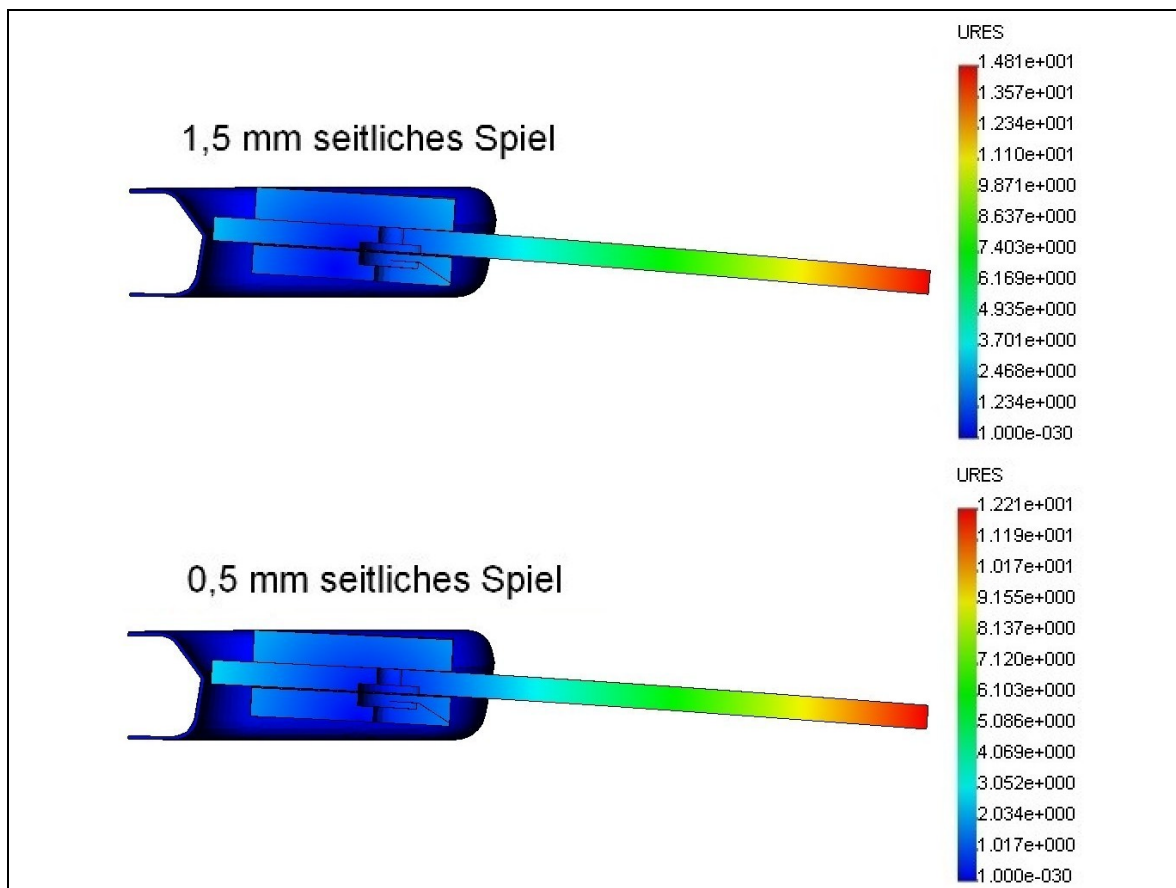 URES
1.481e+001
1.357e+001
1,5 mm seitliches Spiel
1.234e+001
1.110e+001
9.871e+000
8.637e+000
7.403e+000
6.169e+000
4.935e+000
3.701e+000
2.468e+000
1.234e+000
1.000e-030
URES
1.221e+001
1.119e+001
1.017e+001
0,5 mm seitliches Spiel
9.155e+000
8.137e+000
7.120e+000
6.103e+000
5.086e+000
4.069e+000
3.052e+000
2.034e+000
1.017e+000
1.000e-030